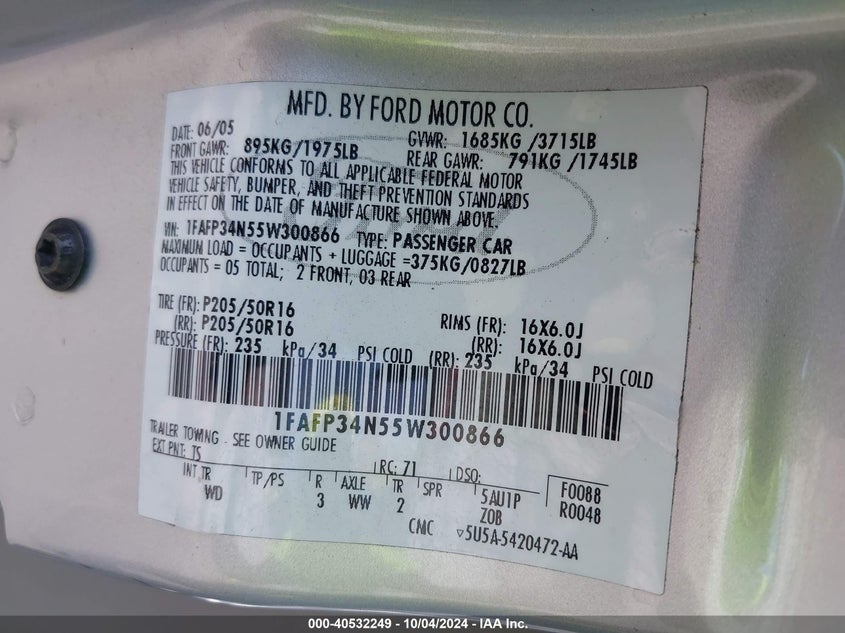 MFD. BY FORD MOTOR CO.
DATE: 06/05 GVWR: 1685KG /3715LB
FRONT GAWR: 895KG/1975LB REAR GAWR: 791KG /1745LB
THIS VEHICLE CONFORMS TO ALL APPLICABLE FEDERAL MOTOR
VEHICLE SAFETY, BUMPER, AND THEFT PREVENTION STANDARDS
IN EFFECT ON THE DATE OF MANUFACTURE SHOWN ABOVE.
VIN: 1FAFP34N55W300866 TYPE: PASSENGER CAR
MAXIMUM LOAD = OCCUPANTS + LUGGAGE =375KG/0827LB
OCCUPANTS = 05 TOTAL; 2 FRONT, 03 REAR
TIRE (FR): P205/50R16 RIMS (FR): 16X6.0J
(RR): P205/50R16 (RR): 16X6.0J
PRESSURE (FR): 235 kPa/34 PSI COLD (RR): 235 kPa/34 PSI COLD
1FAFP34N55W300866
TRAILER TOWING - SEE OWNER GUIDE
EXT PNT: TS RC: 71 DSO: F0088
INT TR TP/PS R AXLE TR SPR 5AU1P R0048
WD 3 WW 2 ZOB
CMC ▿5U5A-5420472-AA
000-40532249 - 10/04/2024 - IAA Inc.